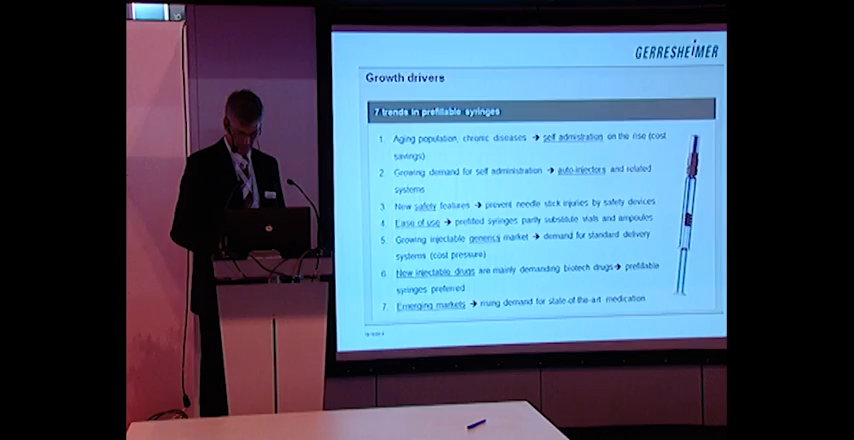 GERRESHEIMER
Growth drivers
7 trends in prefillable syringes
1. Aging population, chronic diseases → self admistration on the rise (cost
savings)
2. Growing demand for self administration → auto-injectors and related
systems
3. New safety features → prevent needle stick injuries by safety devices
4. Ease of use → prefilled syringes partly substitute vials and ampoules
5. Growing injectable generics market → demand for standard delivery
systems (cost pressure)
6. New injectable drugs are mainly demanding biotech drugs→ prefillable
syringes preferred
7. Emerging markets → rising demand for state-of-the-art medication